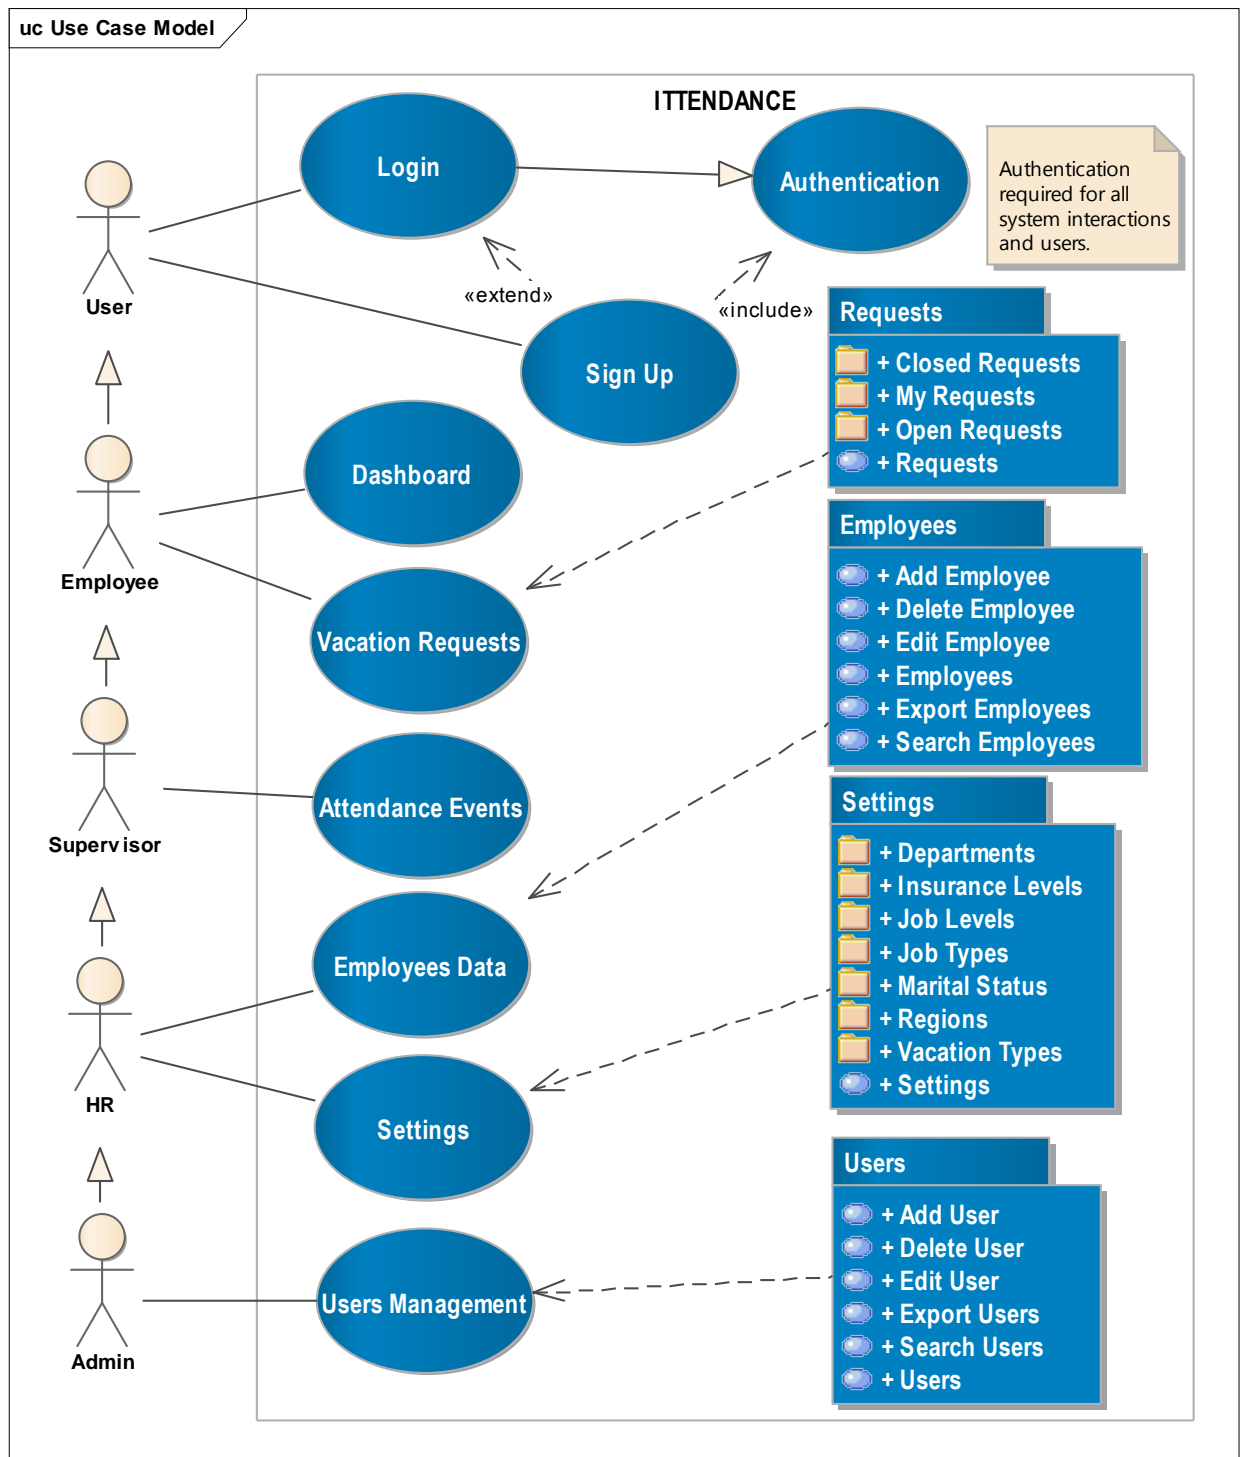 uc Use Case Model
ITTENDANCE
Login
Authentication
Authentication
required for all
system interactions
and users.
User
«extend»
«include»
Sign Up
Requests
+ Closed Requests
+ My Requests
+ Open Requests
+ Requests
Dashboard
Employee
Vacation Requests
Employees
+ Add Employee
+ Delete Employee
+ Edit Employee
+ Employees
+ Export Employees
+ Search Employees
Supervisor
Attendance Events
Settings
+ Departments
+ Insurance Levels
+ Job Levels
+ Job Types
+ Marital Status
+ Regions
+ Vacation Types
+ Settings
Employees Data
HR
Settings
Users
+ Add User
+ Delete User
+ Edit User
+ Export Users
+ Search Users
+ Users
Users Management
Admin